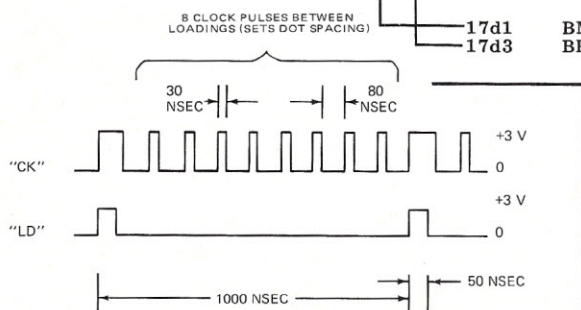 8 CLOCK PULSES BETWEEN
LOADINGS (SETS DOT SPACING)
17d1 BN
17d3
30
NSEC
80
NSEC
"CK"
+3 V
0
"LD"
+3 V
0
50 NSEC
1000 NSEC